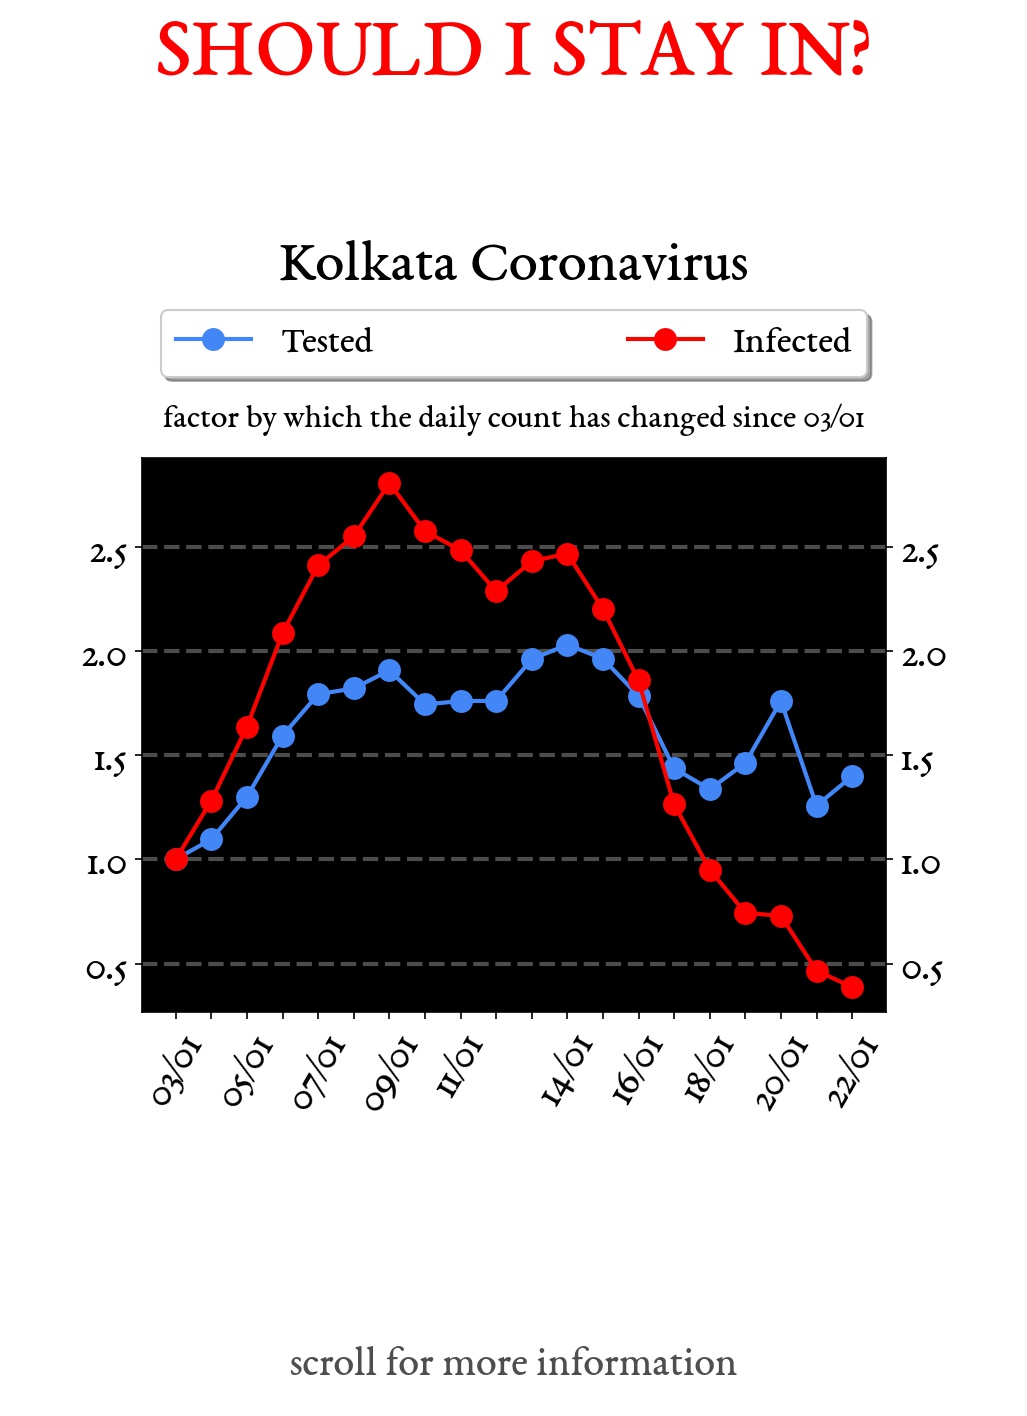 SHOULD I STAY IN?
Kolkata Coronavirus
Tested Infected
factor by which the daily count has changed since 03/01
2.5 2.5
2.0 2.0
1.5 1.5
1.0 1.0
0.5 0.5
03/01 05/01 07/01 09/01 11/01 14/01 16/01 18/01 20/01 22/01
scroll for more information